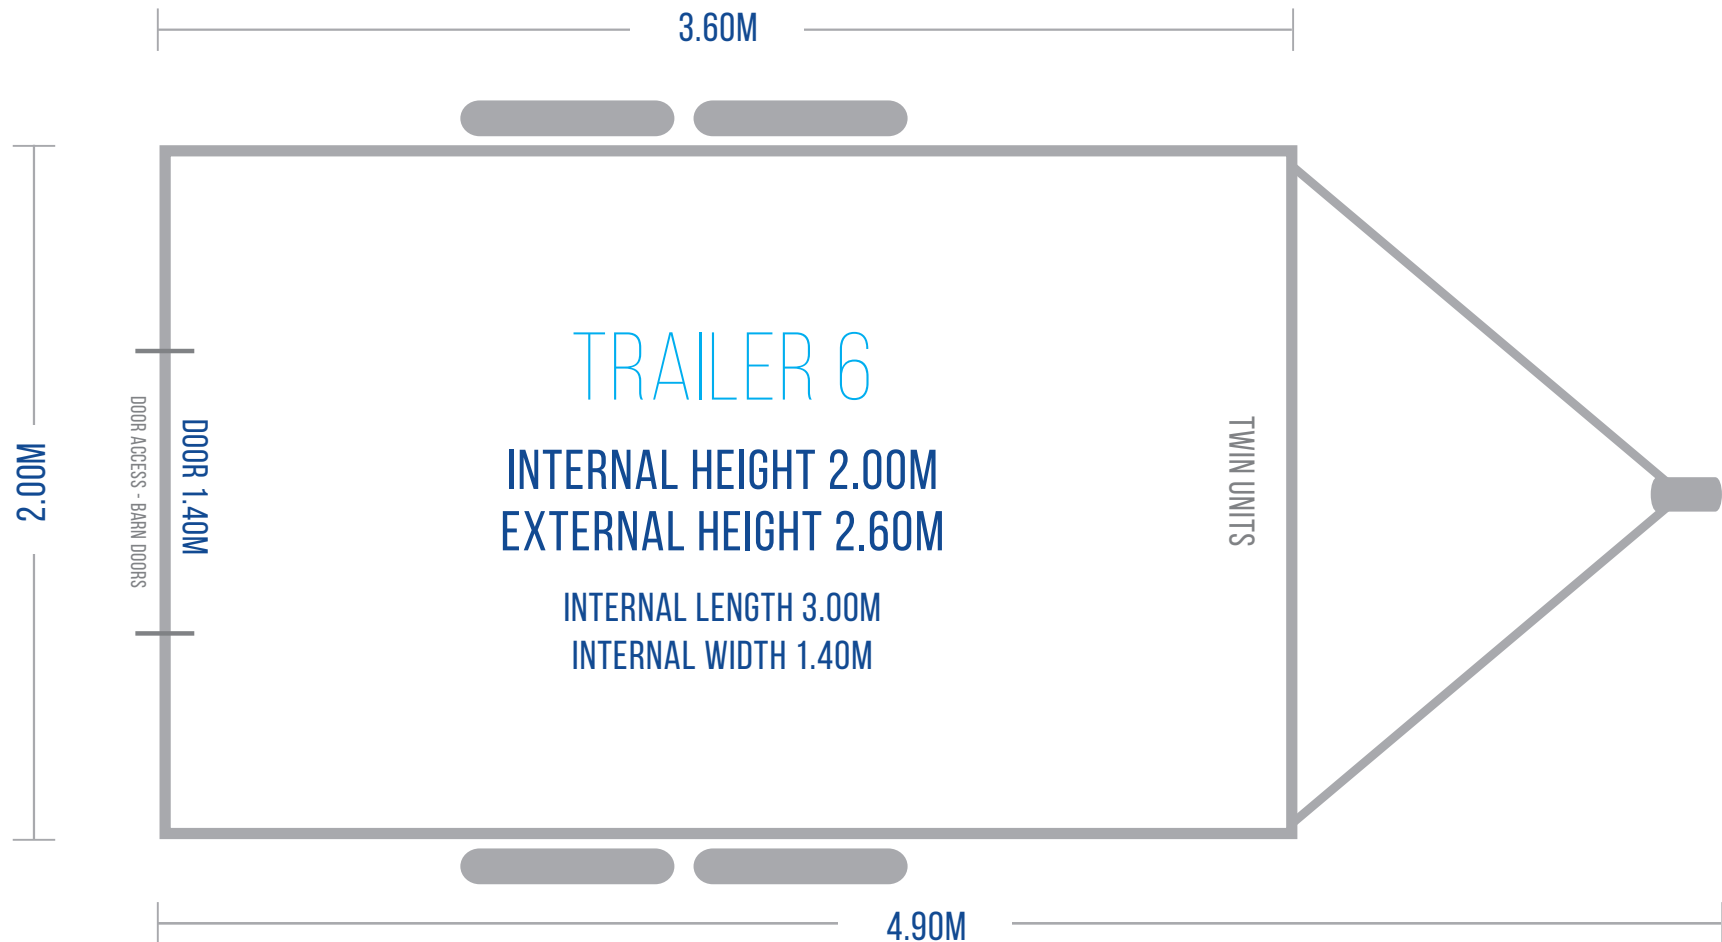 3.60M
2.00M
DOOR ACCESS - BARN DOORS
DOOR 1.40M
TRAILER 6
INTERNAL HEIGHT 2.00M
EXTERNAL HEIGHT 2.60M
INTERNAL LENGTH 3.00M
INTERNAL WIDTH 1.40M
TWIN UNITS
4.90M